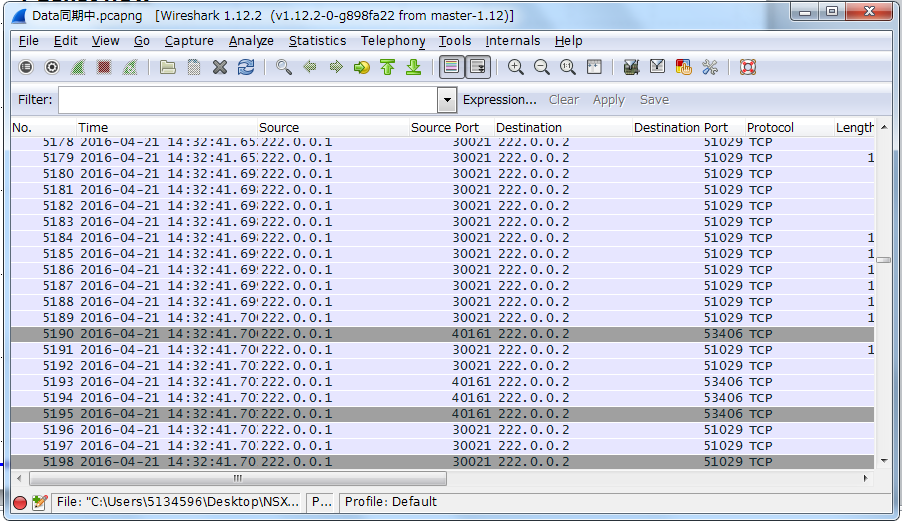 Data同期中.pcapng [Wireshark 1.12.2 (v1.12.2-0-g898fa22 from master-1.12)]
File Edit View Go Capture Analyze Statistics Telephony Tools Internals Help
Filter: Expression... Clear Apply Save
No. Time Source Source Port Destination Destination Port Protocol Length
5178 2016-04-21 14:32:41.65 222.0.0.1 30021 222.0.0.2 51029 TCP
5179 2016-04-21 14:32:41.65 222.0.0.1 30021 222.0.0.2 51029 TCP 1
5180 2016-04-21 14:32:41.69 222.0.0.1 30021 222.0.0.2 51029 TCP
5181 2016-04-21 14:32:41.69 222.0.0.1 30021 222.0.0.2 51029 TCP
5182 2016-04-21 14:32:41.69 222.0.0.1 30021 222.0.0.2 51029 TCP
5183 2016-04-21 14:32:41.69 222.0.0.1 30021 222.0.0.2 51029 TCP
5184 2016-04-21 14:32:41.69 222.0.0.1 30021 222.0.0.2 51029 TCP 1
5185 2016-04-21 14:32:41.69 222.0.0.1 30021 222.0.0.2 51029 TCP 1
5186 2016-04-21 14:32:41.69 222.0.0.1 30021 222.0.0.2 51029 TCP 1
5187 2016-04-21 14:32:41.69 222.0.0.1 30021 222.0.0.2 51029 TCP 1
5188 2016-04-21 14:32:41.69 222.0.0.1 30021 222.0.0.2 51029 TCP 1
5189 2016-04-21 14:32:41.70 222.0.0.1 30021 222.0.0.2 51029 TCP 1
5190 2016-04-21 14:32:41.70 222.0.0.1 40161 222.0.0.2 53406 TCP
5191 2016-04-21 14:32:41.70 222.0.0.1 30021 222.0.0.2 51029 TCP 1
5192 2016-04-21 14:32:41.70 222.0.0.1 30021 222.0.0.2 51029 TCP
5193 2016-04-21 14:32:41.70 222.0.0.1 40161 222.0.0.2 53406 TCP
5194 2016-04-21 14:32:41.70 222.0.0.1 40161 222.0.0.2 53406 TCP
5195 2016-04-21 14:32:41.70 222.0.0.1 40161 222.0.0.2 53406 TCP
5196 2016-04-21 14:32:41.70 222.0.0.1 30021 222.0.0.2 51029 TCP
5197 2016-04-21 14:32:41.70 222.0.0.1 30021 222.0.0.2 51029 TCP
5198 2016-04-21 14:32:41.70 222.0.0.1 30021 222.0.0.2 51029 TCP
File: "C:\Users\5134596\Desktop\NSX... P... Profile: Default